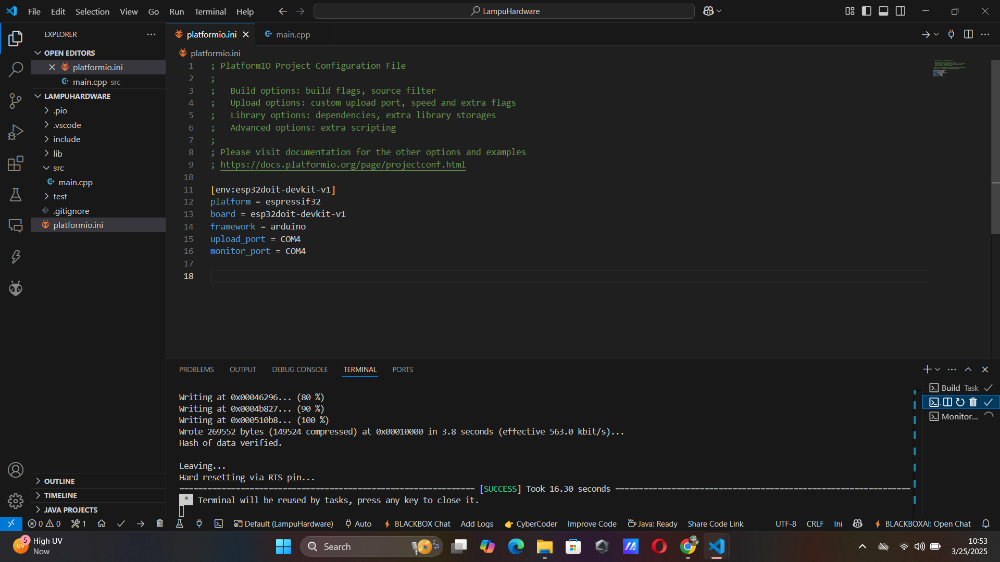 File Edit Selection View Go Run Terminal Help
LampuHardware
EXPLORER
OPEN EDITORS
platformio.ini
main.cpp src
LAMPUHARDWARE
.pio
.vscode
include
lib
src
main.cpp
test
.gitignore
platformio.ini
OUTLINE
TIMELINE
JAVA PROJECTS
platformio.ini
main.cpp
platformio.ini
1 ; PlatformIO Project Configuration File
2 ;
3 ;   Build options: build flags, source filter
4 ;   Upload options: custom upload port, speed and extra flags
5 ;   Library options: dependencies, extra library storages
6 ;   Advanced options: extra scripting
7 ;
8 ; Please visit documentation for the other options and examples
9 ; https://docs.platformio.org/page/projectconf.html
10
11 [env:esp32doit-devkit-v1]
12 platform = espressif32
13 board = esp32doit-devkit-v1
14 framework = arduino
15 upload_port = COM4
16 monitor_port = COM4
17
18
PROBLEMS OUTPUT DEBUG CONSOLE TERMINAL PORTS
Writing at 0x00046296... (80 %)
Writing at 0x0004b827... (90 %)
Writing at 0x000510b8... (100 %)
Wrote 269552 bytes (149524 compressed) at 0x00010000 in 3.8 seconds (effective 563.0 kbit/s)...
Hash of data verified.
Leaving...
Hard resetting via RTS pin...
=============================================================== [SUCCESS] Took 16.30 seconds ===============================================================
* Terminal will be reused by tasks, press any key to close it.
Build Task
Monitor...
0 0 1 Default (LampuHardware) Auto BLACKBOX Chat Add Logs CyberCoder Improve Code Java: Ready Share Code Link UTF-8 CRLF Ini BLACKBOXAI: Open Chat
UV 5
High UV
Now
Search
10:53
3/25/2025